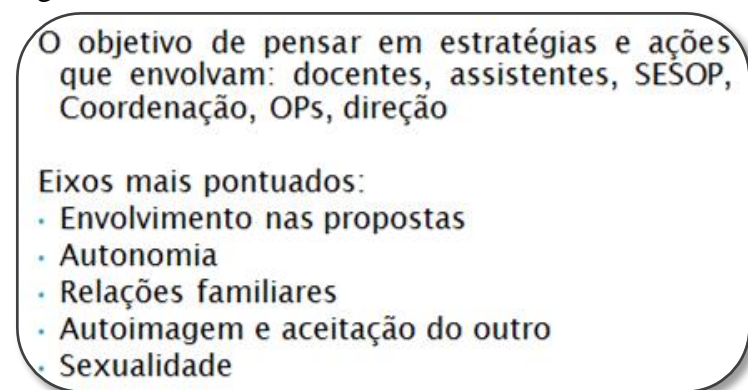 O objetivo de pensar em estratégias e ações
que envolvam: docentes, assistentes, SESOP,
Coordenação, OPs, direção
Eixos mais pontuados:
· Envolvimento nas propostas
· Autonomia
· Relações familiares
· Autoimagem e aceitação do outro
· Sexualidade